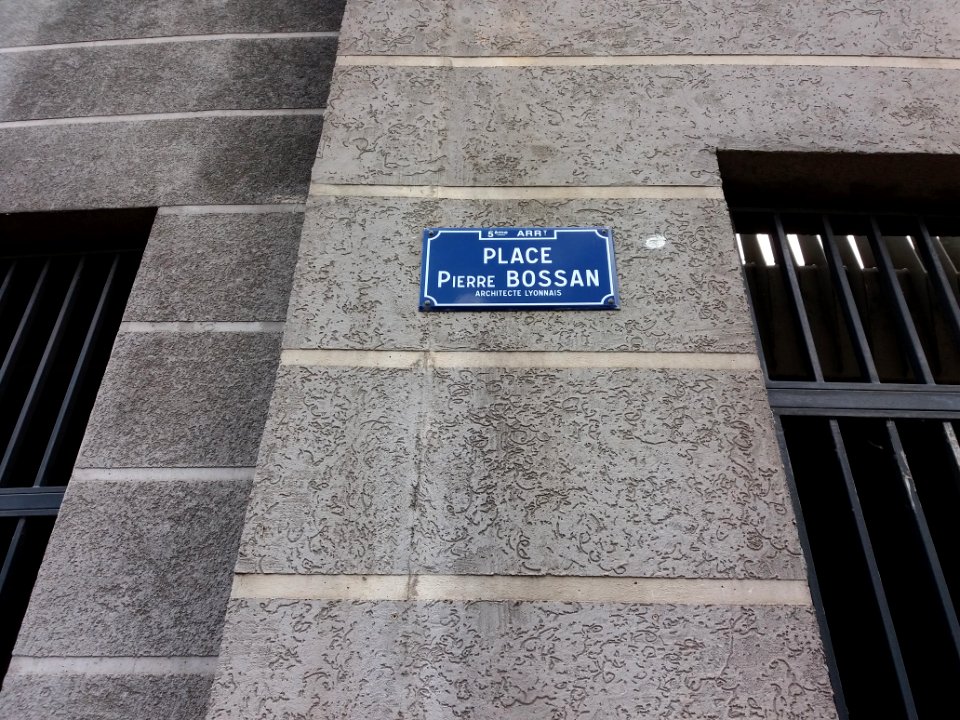 5ème ARRT
PLACE
PIERRE BOSSAN
ARCHITECTE LYONNAIS